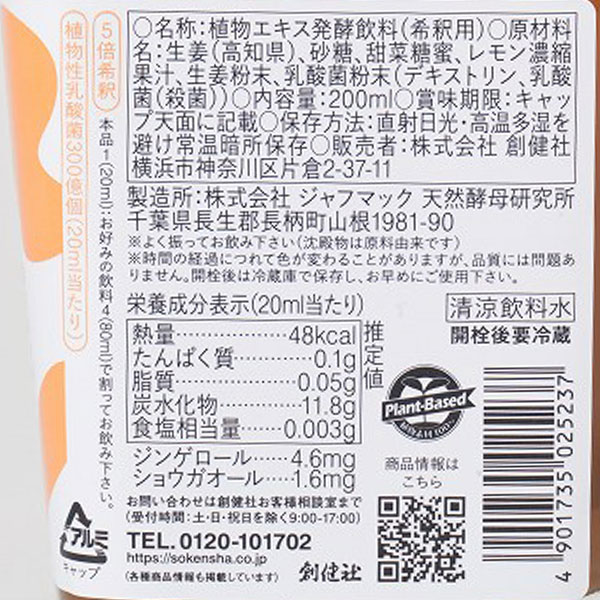 植物性乳酸菌300億個(20ml当たり)
5倍希釈
本品1(20ml):お好みの飲料4(80ml)で割ってお飲み下さい。
○名称:植物エキス発酵飲料(希釈用)○原材料
名:生姜(高知県)、砂糖、甜菜糖蜜、レモン濃縮
果汁、生姜粉末、乳酸菌粉末(デキストリン、乳酸
菌(殺菌))○内容量:200ml○賞味期限:キャッ
プ天面に記載○保存方法:直射日光・高温多湿を
避け常温暗所保存○販売者:株式会社 創健社
横浜市神奈川区片倉2-37-11
製造所:株式会社 ジャフマック 天然酵母研究所
千葉県長生郡長柄町山根1981-90
※よく振ってお飲み下さい(沈殿物は原料由来です)
※時間の経過につれて色が変わることがありますが、品質には問題あり
ません。開栓後は冷蔵庫で保存し、お早めにご使用下さい。
栄養成分表示(20ml当たり)
熱量 48kcal
たんぱく質 0.1g
脂質 0.05g
炭水化物 11.8g
食塩相当量 0.003g
推定値
ジンゲロール 4.6mg
ショウガオール 1.6mg
お問い合わせは創健社お客様相談室まで
(受付時間:土・日・祝日を除く9:00-17:00)
TEL.0120-101702
https://sokensha.co.jp
(各種商品情報も掲載しています)
創健社
清涼飲料水
開栓後要冷蔵
Plant-Based
商品情報は
こちら
4 901735 025237
アルミ
キャップ